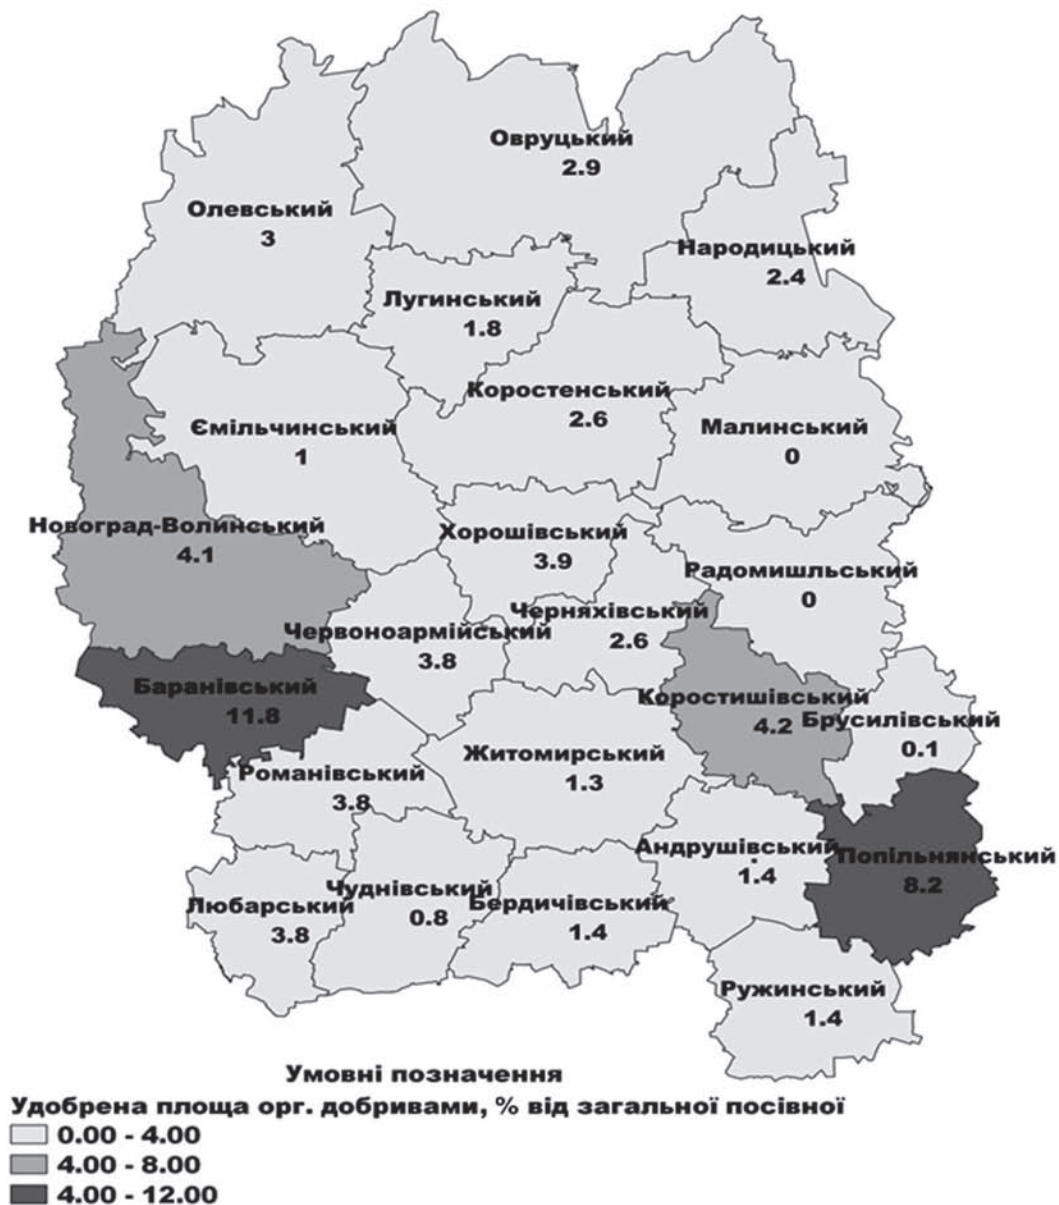 Овруцький
2.9
Олевський
3
Народицький
2.4
Лугинський
1.8
Коростенський
2.6
Ємільчинський
1
Малинський
0
Новоград-Волинський
4.1
Хорошівський
3.9
Радомишльський
0
Черняхівський
2.6
Червоноармійський
3.8
Баранівський
11.8
Коростишівський
4.2
Брусилівський
0.1
Житомирський
1.3
Романівський
3.8
Андрушівський
1.4
Попільнянський
8.2
Чуднівський
0.8
Любарський
3.8
Бердичівський
1.4
Ружинський
1.4
Умовні позначення
Удобрена площа орг. добривами, % від загальної посівної
0.00 - 4.00
4.00 - 8.00
4.00 - 12.00